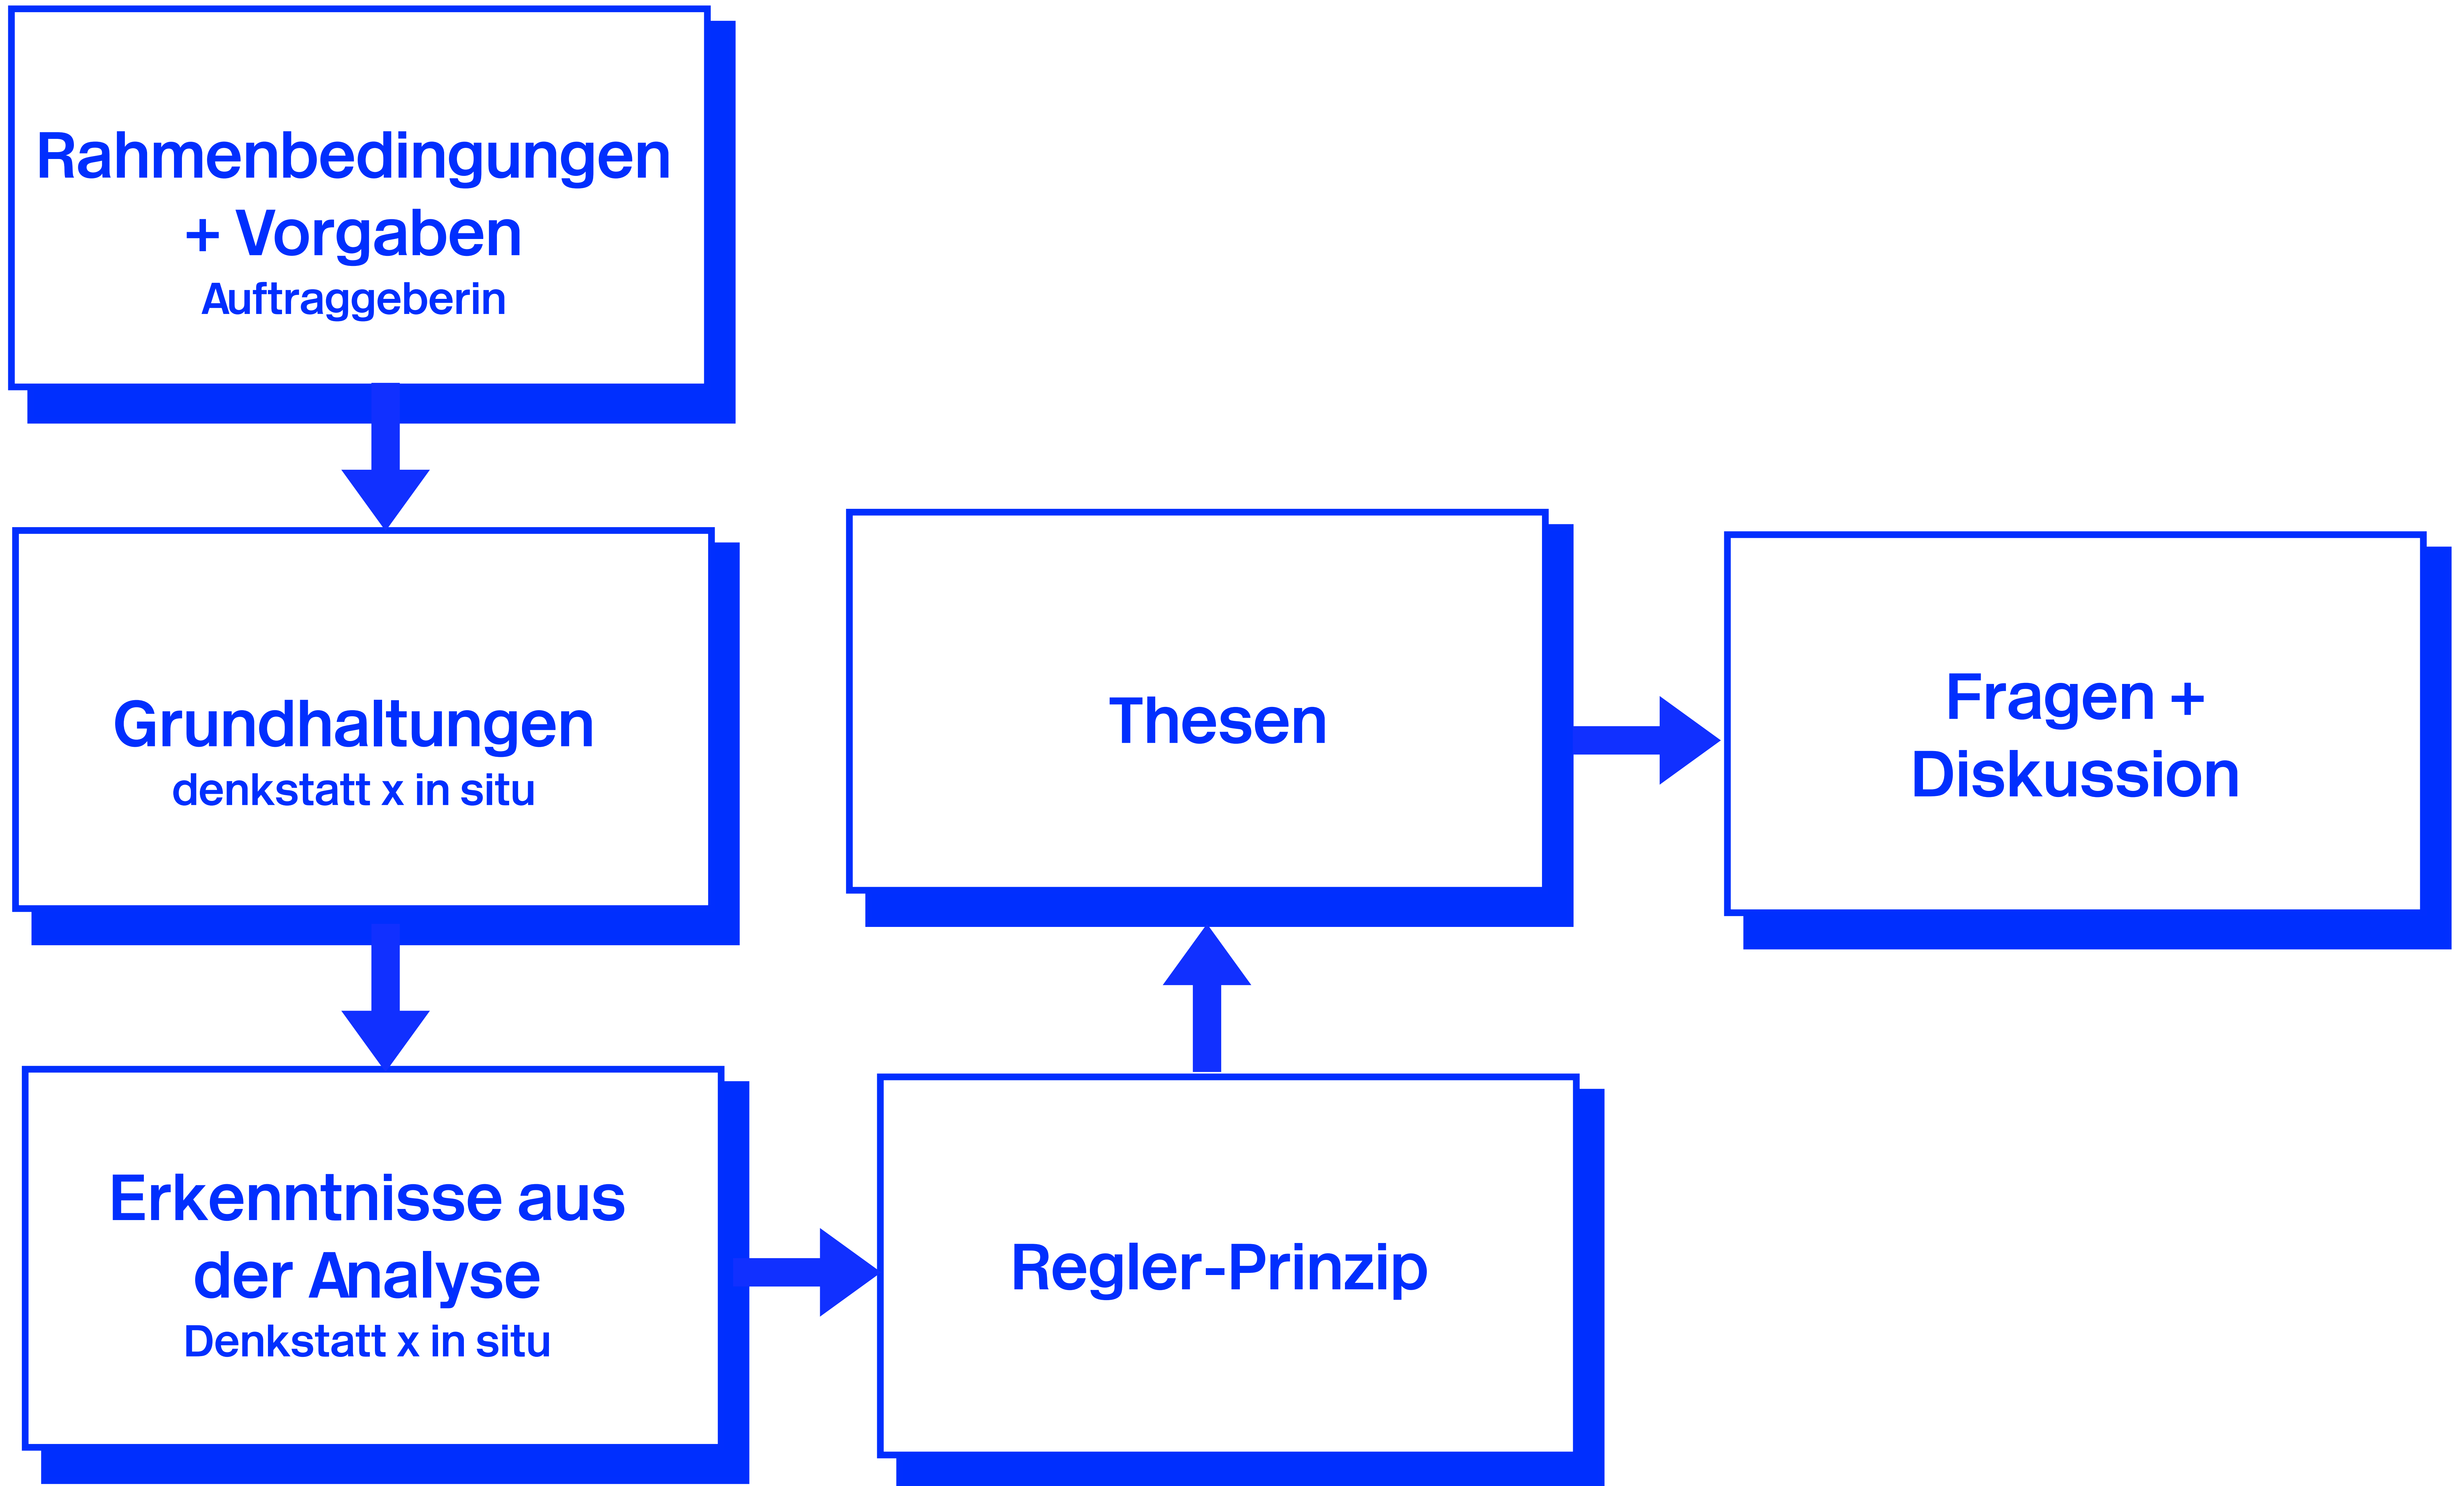 Rahmenbedingungen
+ Vorgaben
Auftraggeberin
Grundhaltungen
denkstatt x in situ
Erkenntnisse aus
der Analyse
Denkstatt x in situ
Regler-Prinzip
Thesen
Fragen +
Diskussion